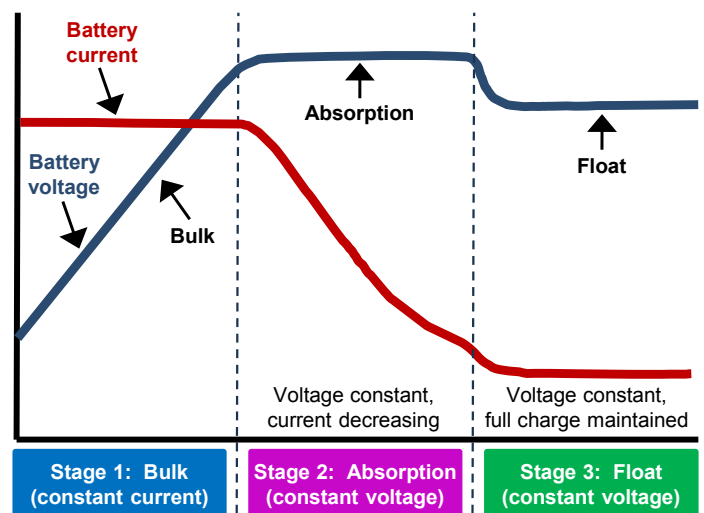 Battery
current
Absorption
Battery
voltage
Float
Bulk
Voltage constant,
current decreasing
Voltage constant,
full charge maintained
Stage 1:  Bulk
(constant current)
Stage 2:  Absorption
(constant voltage)
Stage 3:  Float
(constant voltage)